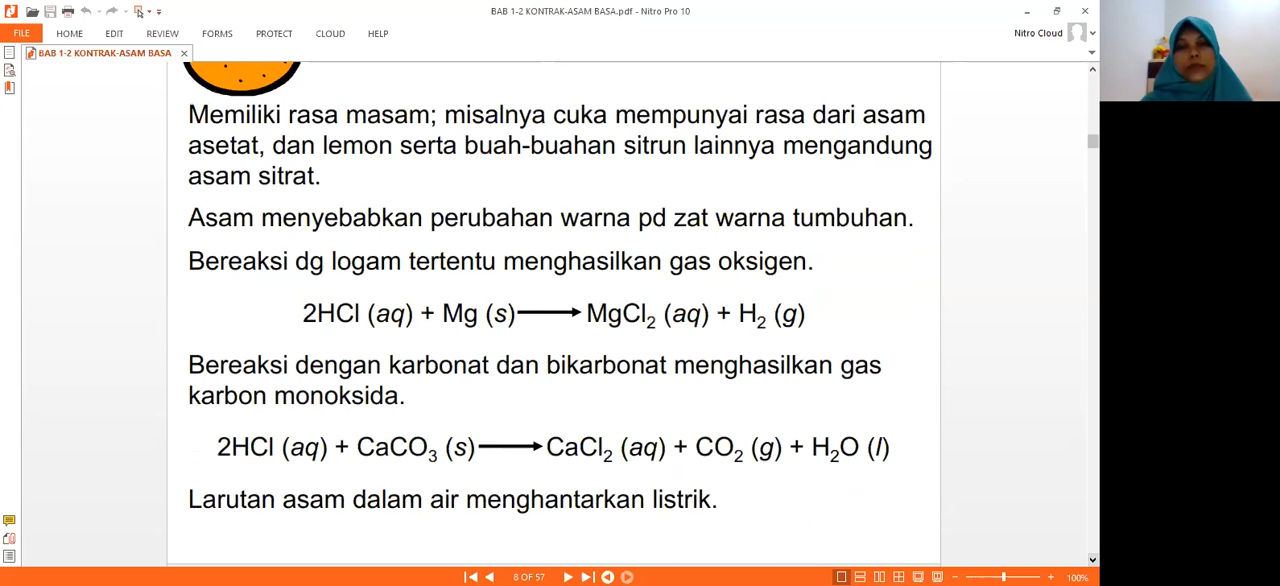 BAB 1-2 KONTRAK-ASAM BASA.pdf - Nitro Pro 10
FILE HOME EDIT REVIEW FORMS PROTECT CLOUD HELP Nitro Cloud
BAB 1-2 KONTRAK-ASAM BASA
Memiliki rasa masam; misalnya cuka mempunyai rasa dari asam
asetat, dan lemon serta buah-buahan sitrun lainnya mengandung
asam sitrat.
Asam menyebabkan perubahan warna pd zat warna tumbuhan.
Bereaksi dg logam tertentu menghasilkan gas oksigen.
2HCl (aq) + Mg (s) → MgCl₂ (aq) + H₂ (g)
Bereaksi dengan karbonat dan bikarbonat menghasilkan gas
karbon monoksida.
2HCl (aq) + CaCO₃ (s) → CaCl₂ (aq) + CO₂ (g) + H₂O (l)
Larutan asam dalam air menghantarkan listrik.
8 OF 57 100%